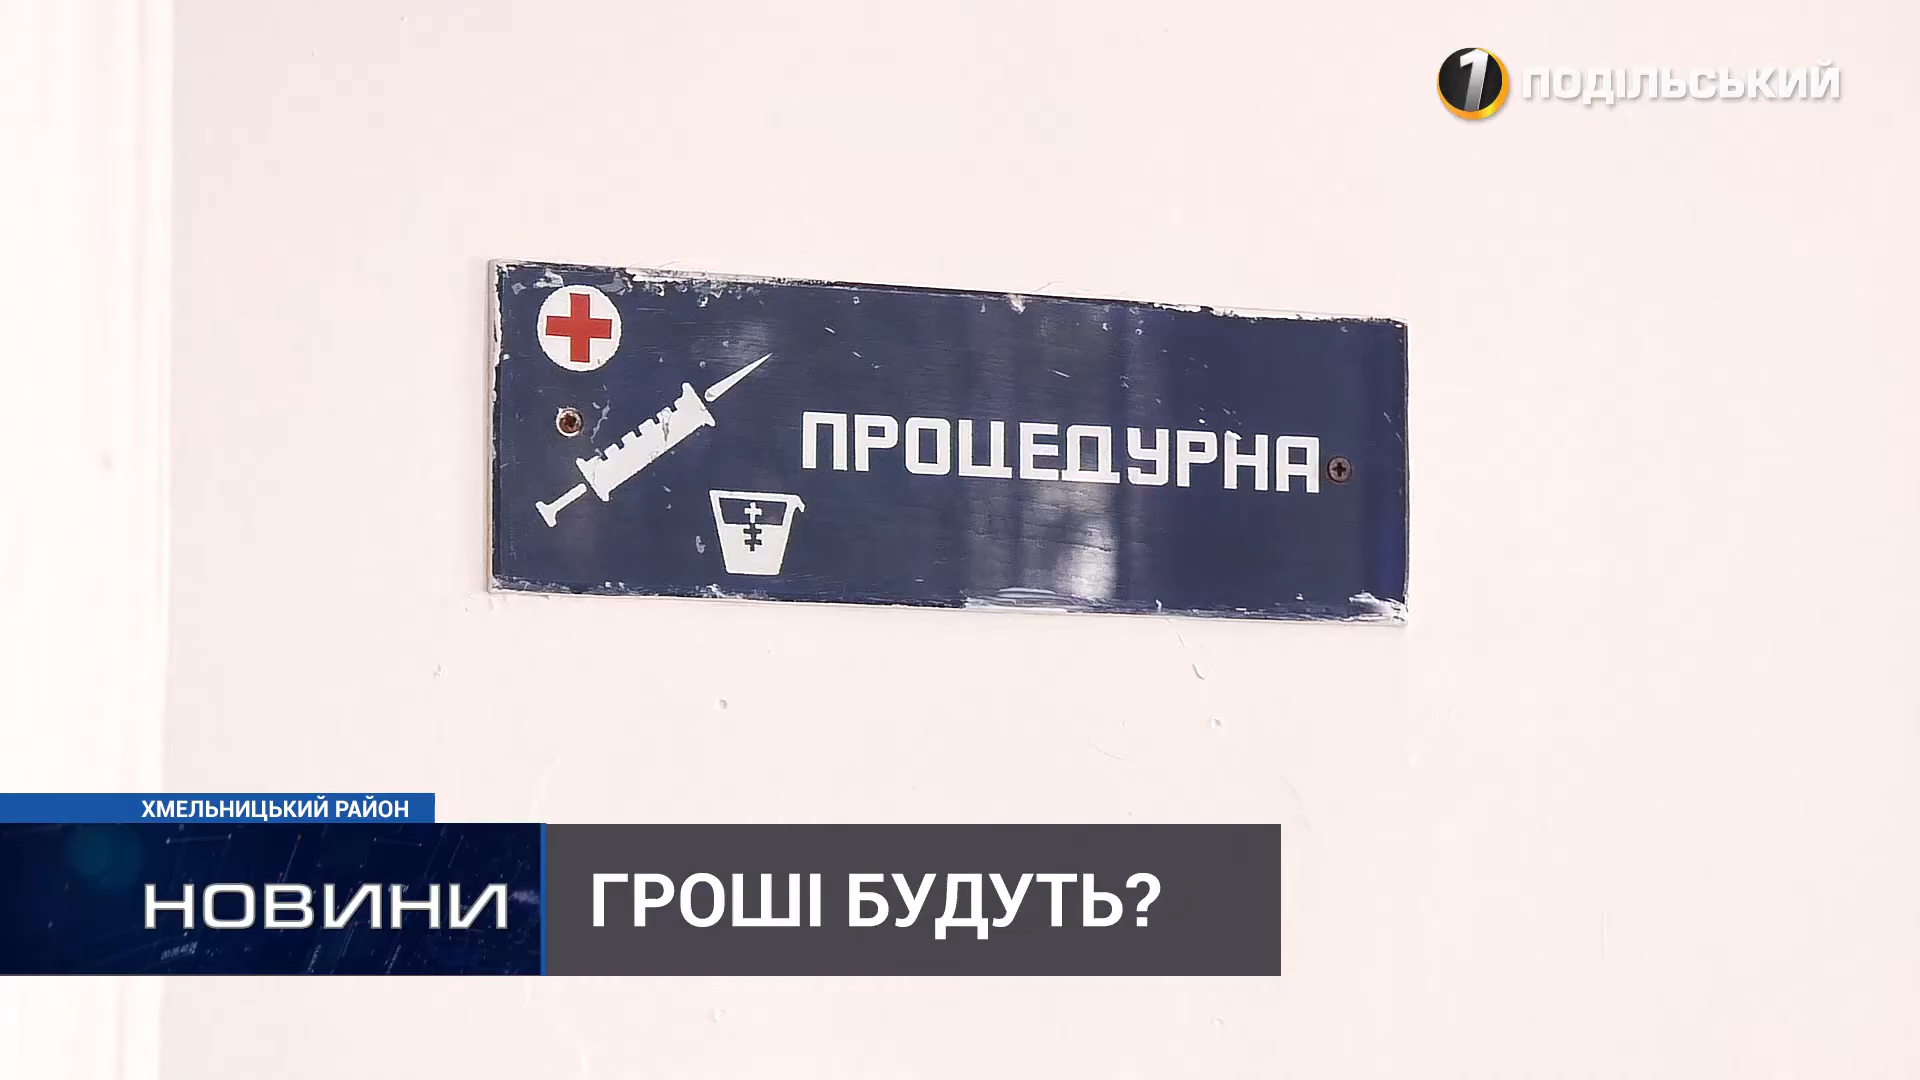 1 ПОДІЛЬСЬКИЙ
ПРОЦЕДУРНА
ХМЕЛЬНИЦЬКИЙ РАЙОН
НОВИНИ
ГРОШІ БУДУТЬ?